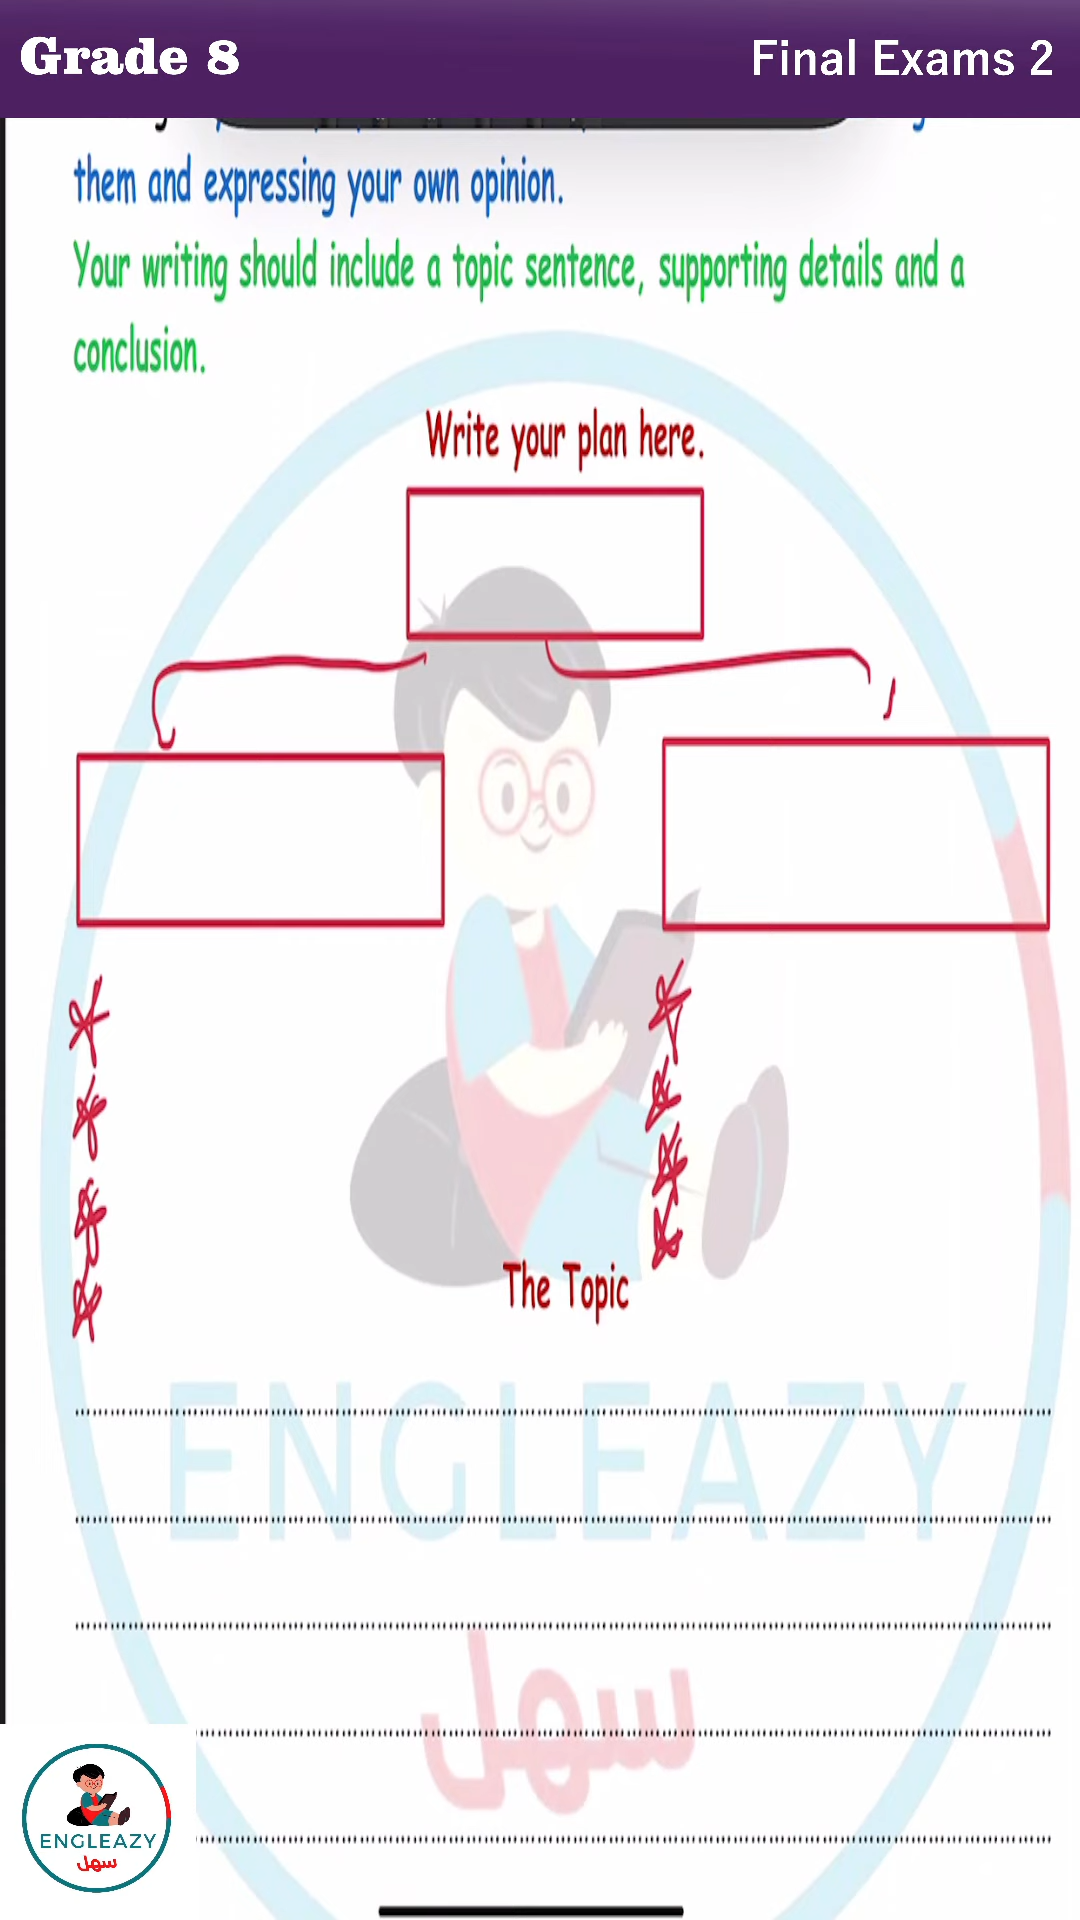 Grade 8
Final Exams 2
them and expressing your own opinion.
Your writing should include a topic sentence, supporting details and a
conclusion.
Write your plan here.
The Topic
ENGLEAZY
سهل
ENGLEAZY
سهل